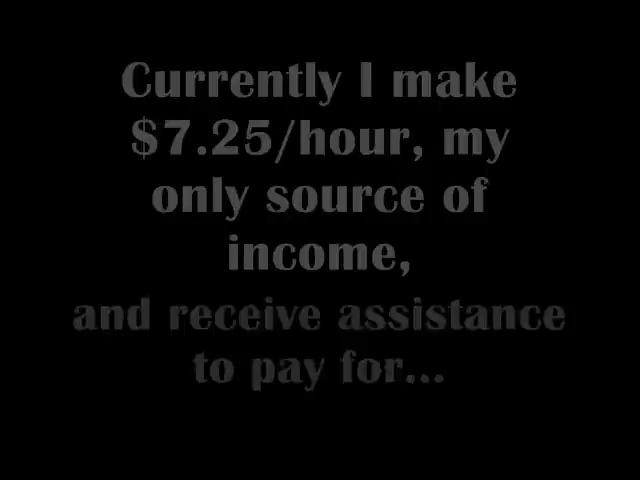 Currently I make
$7.25/hour, my
only source of
income,
and receive assistance
to pay for...